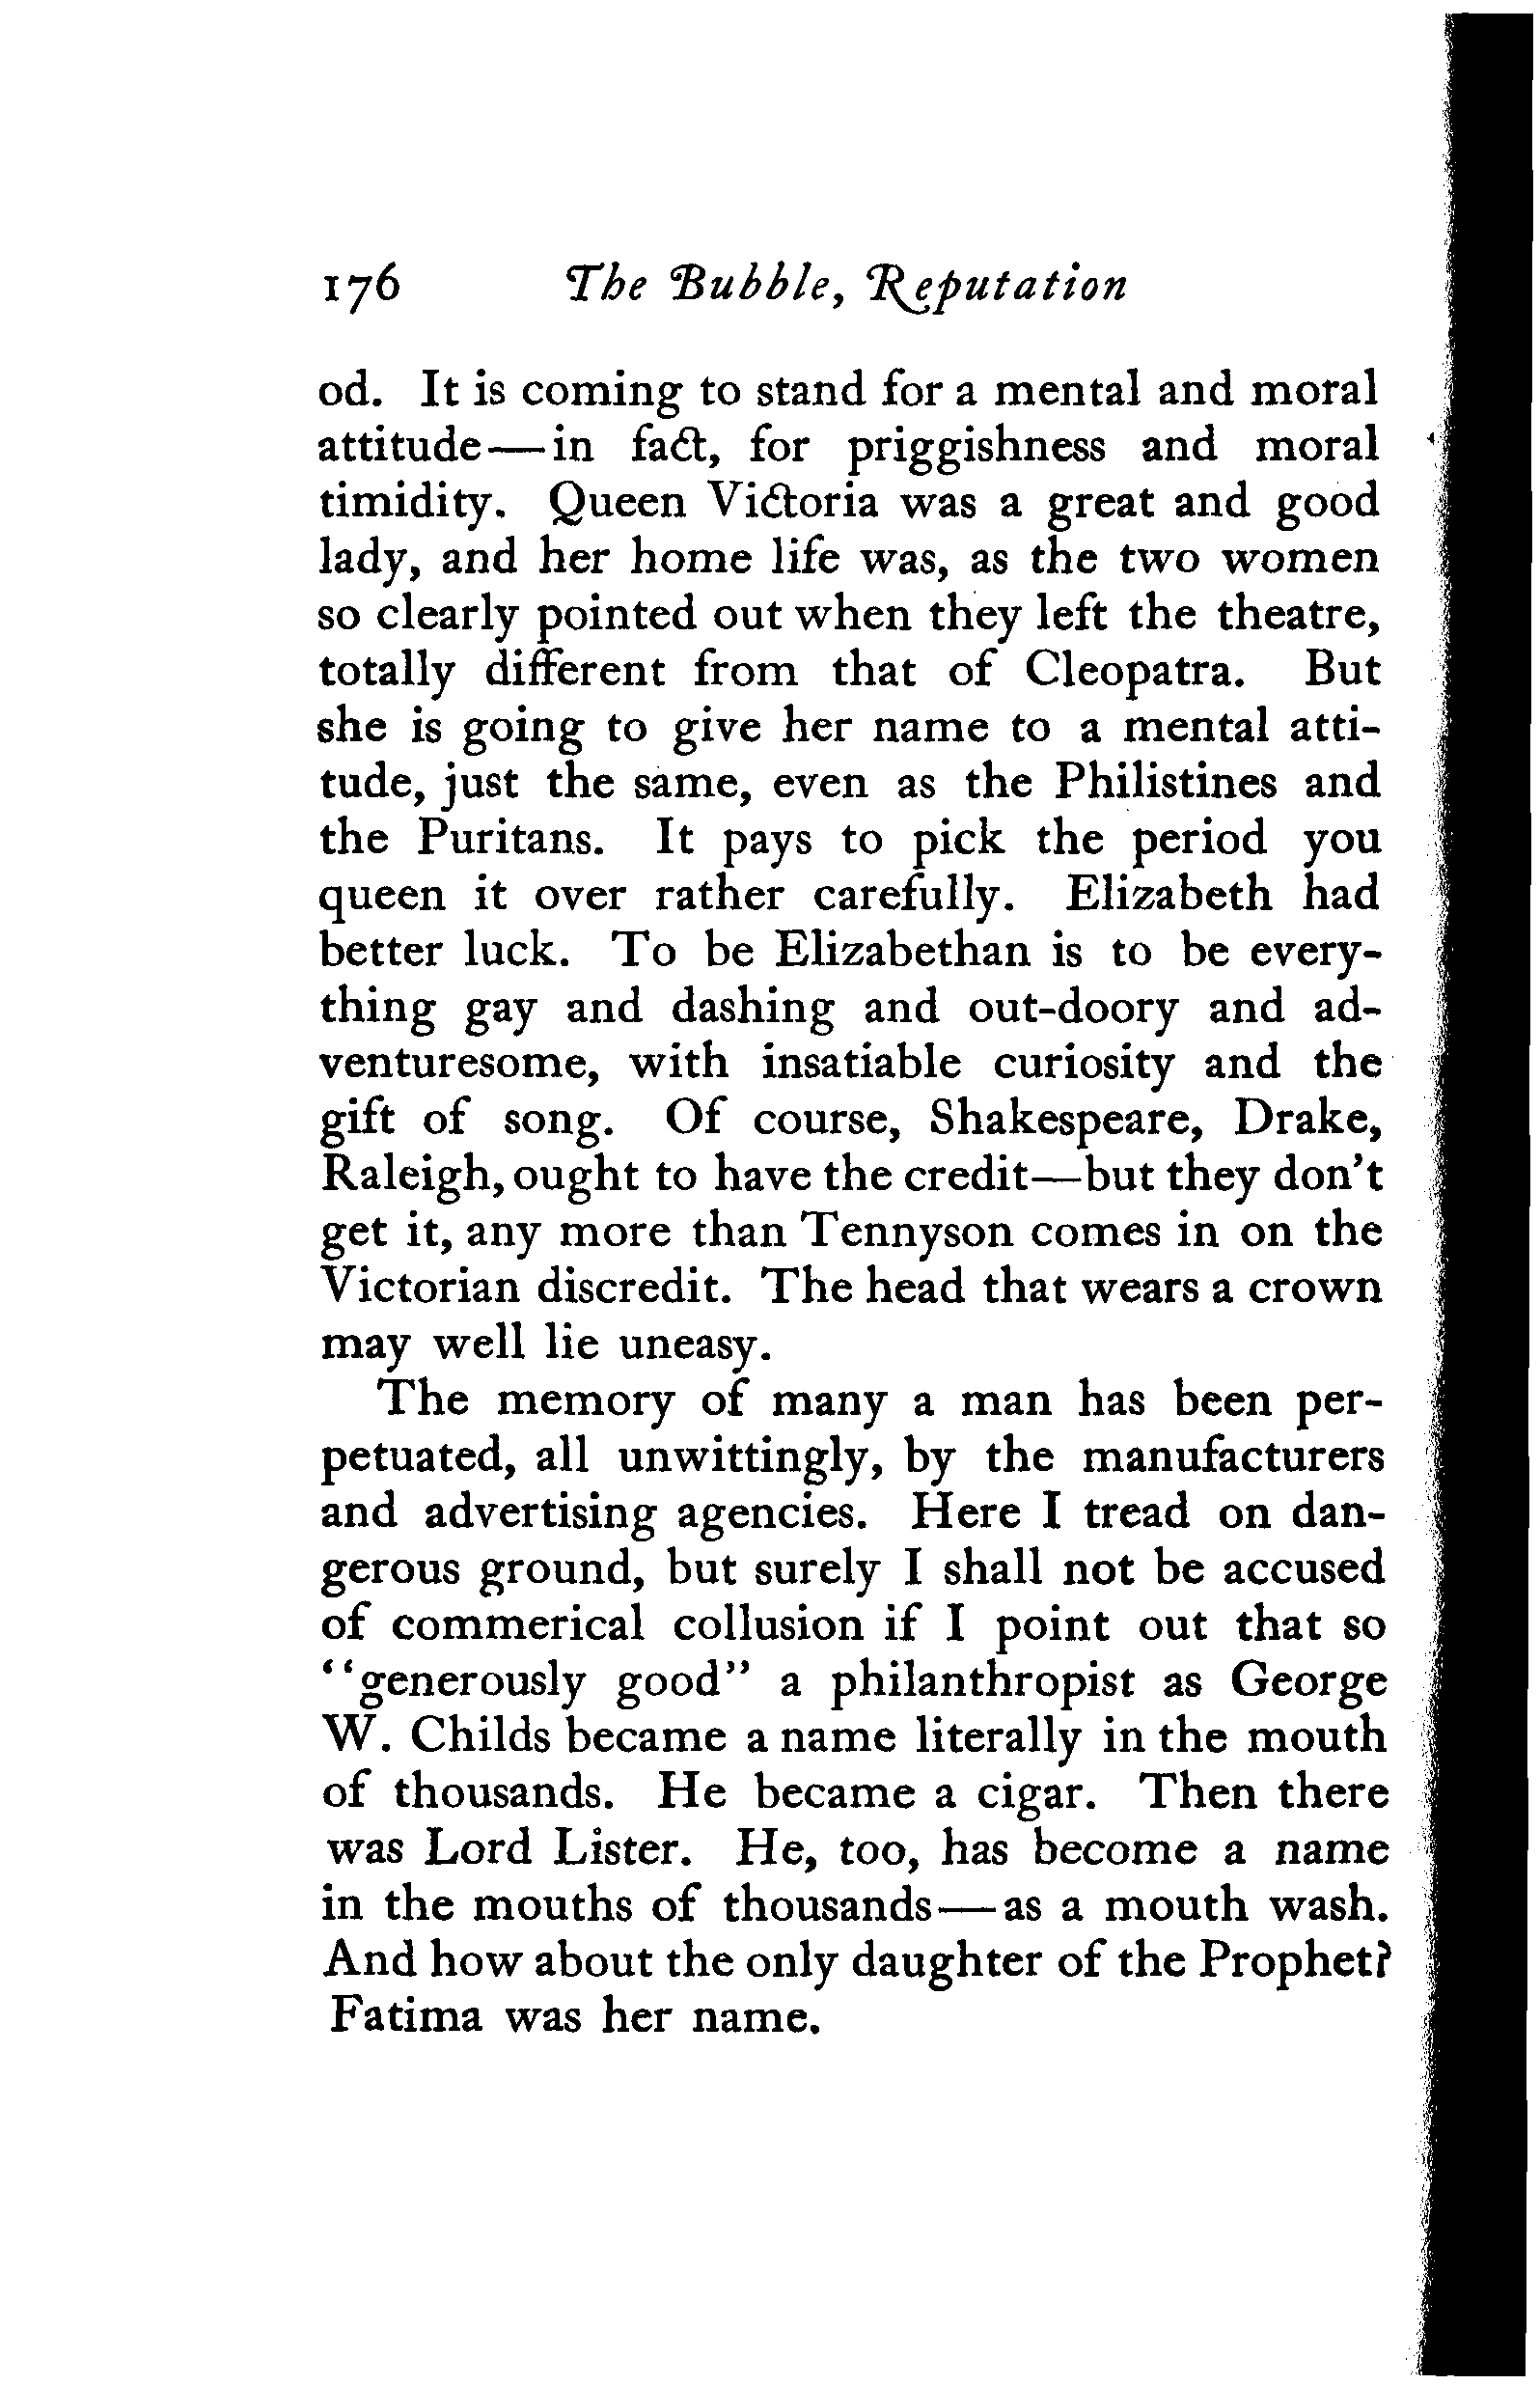 176 The Bubble, Reputation
od. It is coming to stand for a mental and moral
attitude—in fact, for priggishness and moral
timidity. Queen Victoria was a great and good
lady, and her home life was, as the two women
so clearly pointed out when they left the theatre,
totally different from that of Cleopatra. But
she is going to give her name to a mental atti-
tude, just the same, even as the Philistines and
the Puritans. It pays to pick the period you
queen it over rather carefully. Elizabeth had
better luck. To be Elizabethan is to be every-
thing gay and dashing and out-doory and ad-
venturesome, with insatiable curiosity and the
gift of song. Of course, Shakespeare, Drake,
Raleigh, ought to have the credit—but they don't
get it, any more than Tennyson comes in on the
Victorian discredit. The head that wears a crown
may well lie uneasy.
The memory of many a man has been per-
petuated, all unwittingly, by the manufacturers
and advertising agencies. Here I tread on dan-
gerous ground, but surely I shall not be accused
of commerical collusion if I point out that so
"generously good" a philanthropist as George
W. Childs became a name literally in the mouth
of thousands. He became a cigar. Then there
was Lord Lister. He, too, has become a name
in the mouths of thousands—as a mouth wash.
And how about the only daughter of the Prophet?
Fatima was her name.